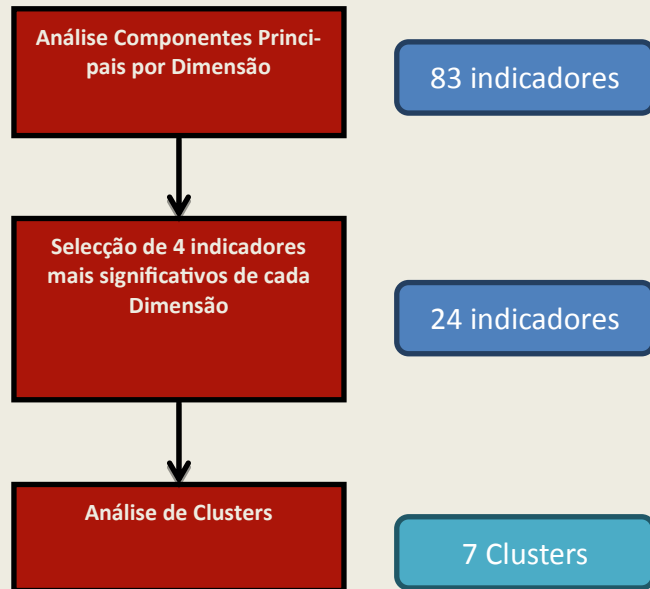 Análise Componentes Princi-
pais por Dimensão
83 indicadores
Selecção de 4 indicadores
mais significativos de cada
Dimensão
24 indicadores
Análise de Clusters
7 Clusters